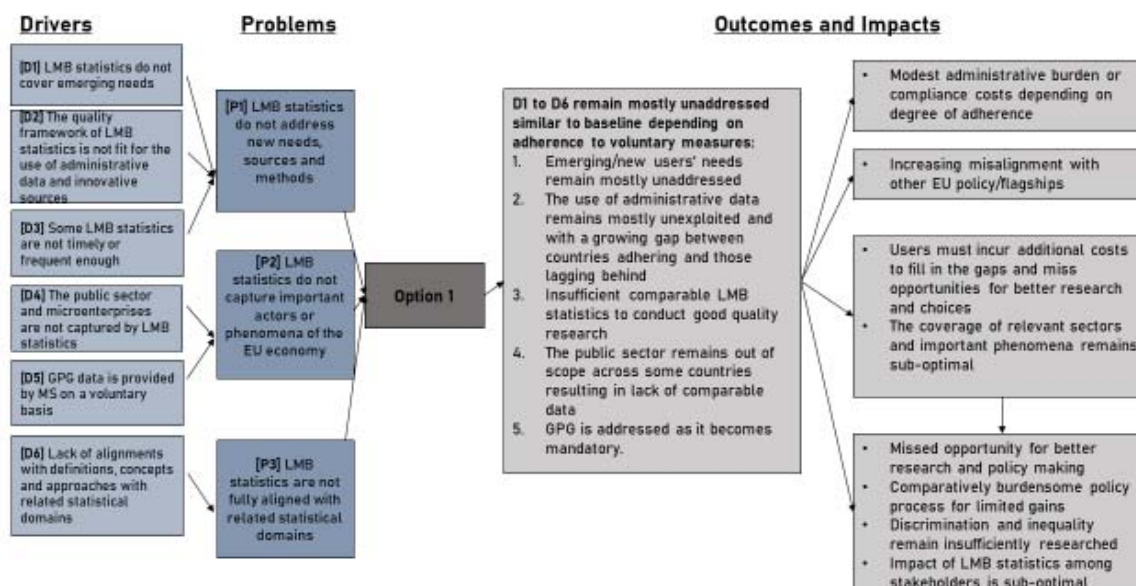 Drivers
Problems
Outcomes and Impacts
[D1] LMB statistics do not
cover emerging needs
[D2] The quality
framework of LMB
statistics is not fit for the
use of administrative
data and innovative
sources
[D3] Some LMB statistics
are not timely or
frequent enough
[D4] The public sector
and microenterprises
are not captured by LMB
statistics
[D5] GPG data is provided
by MS on a voluntary
basis
[D6] Lack of alignments
with definitions, concepts
and approaches with
related statistical
domains
[P1] LMB statistics
do not address
new needs,
sources and
methods
[P2] LMB
statistics do not
capture important
actors or
phenomena of the
EU economy
[P3] LMB
statistics are not
fully aligned with
related statistical
domains
Option 1
D1 to D6 remain mostly unaddressed
similar to baseline depending on
adherence to voluntary measures:
1. Emerging/new users' needs
remain mostly unaddressed
2. The use of administrative data
remains mostly unexploited and
with a growing gap between
countries adhering and those
lagging behind
3. Insufficient comparable LMB
statistics to conduct good quality
research
4. The public sector remains out of
scope across some countries
resulting in lack of comparable
data
5. GPG is addressed as it becomes
mandatory.
• Modest administrative burden or
compliance costs depending on
degree of adherence
• Increasing misalignment with
other EU policy/flagships
• Users must incur additional costs
to fill in the gaps and miss
opportunities for better research
and choices
• The coverage of relevant sectors
and important phenomena remains
sub-optimal
• Missed opportunity for better
research and policy making
• Comparatively burdensome policy
process for limited gains
• Discrimination and inequality
remain insufficiently researched
• Impact of LMB statistics among
stakeholders is sub-optimal